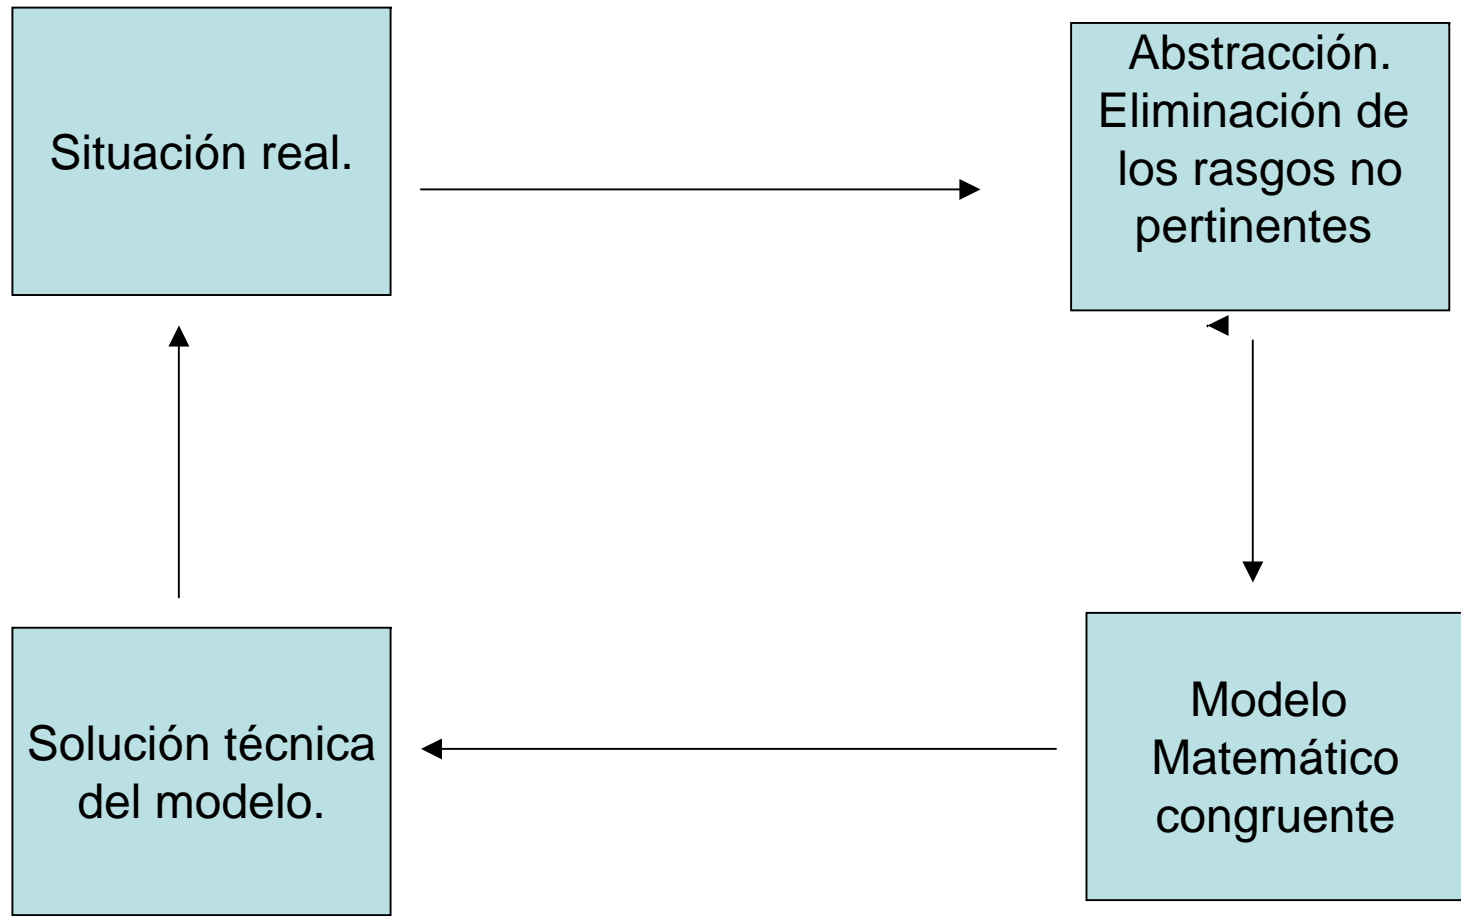 Situación real.
Abstracción.
Eliminación de
los rasgos no
pertinentes
Solución técnica
del modelo.
Modelo
Matemático
congruente